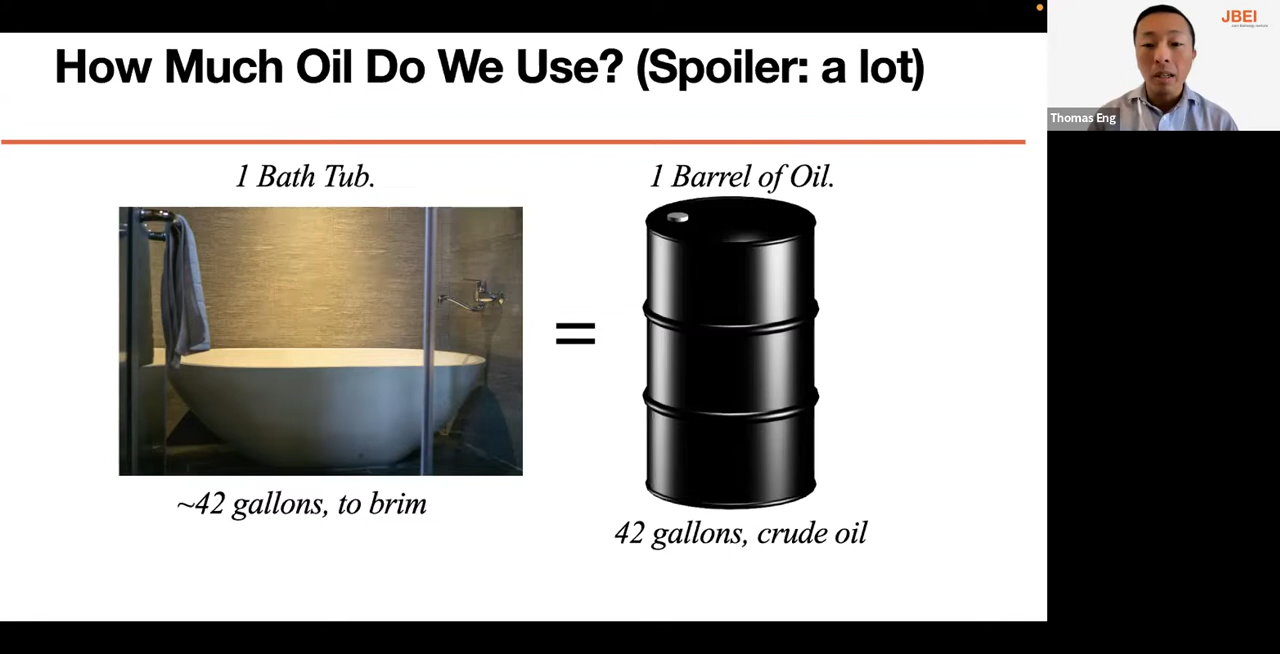 How Much Oil Do We Use? (Spoiler: a lot)
JBEI
Thomas Eng
1 Bath Tub.
1 Barrel of Oil.
=
~42 gallons, to brim
42 gallons, crude oil